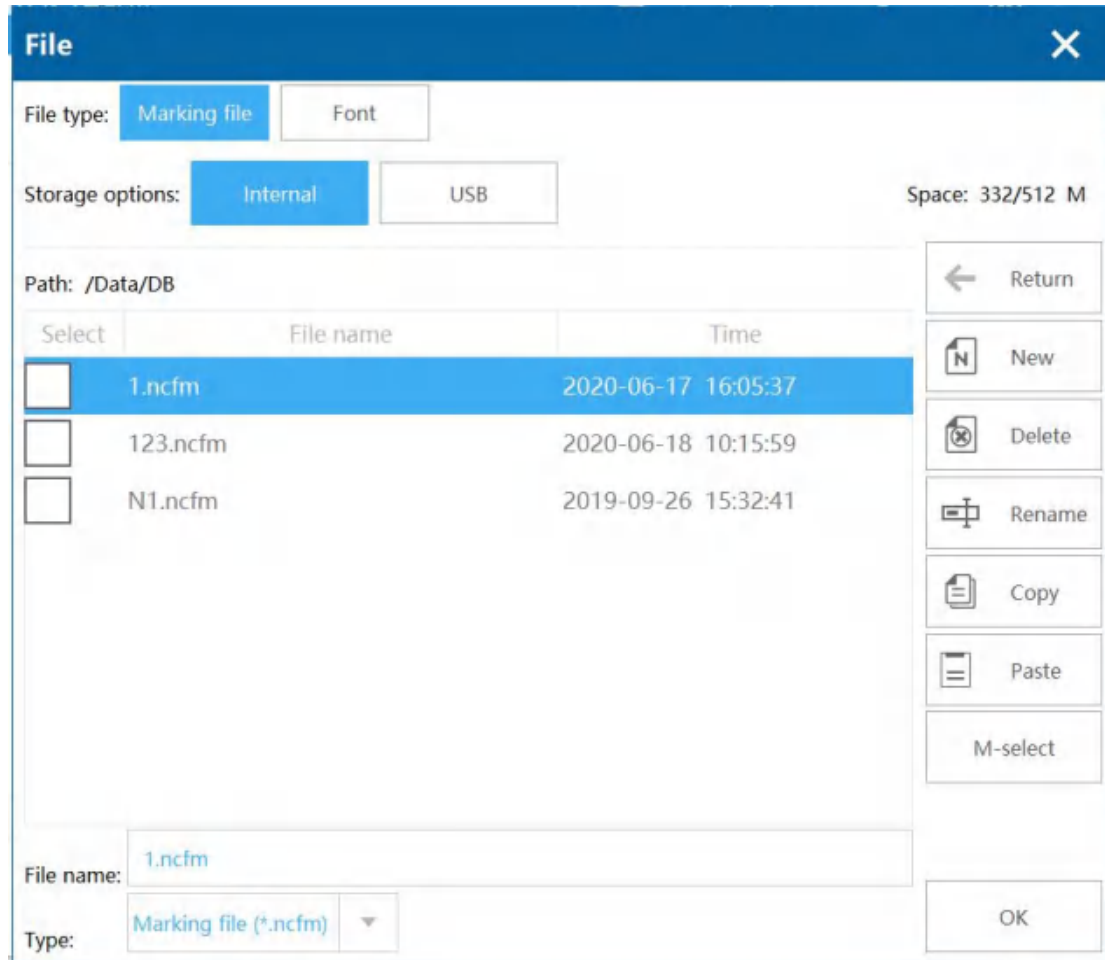 File
File type: Marking file Font
Storage options: Internal USB Space: 332/512 M
Return
Path: /Data/DB
Select File name Time
New
1.ncfm 2020-06-17 16:05:37
Delete
123.ncfm 2020-06-18 10:15:59
N1.ncfm 2019-09-26 15:32:41
Rename
Copy
Paste
M-select
File name: 1.ncfm
Type: Marking file (*.ncfm)
OK